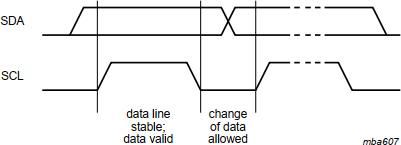 SDA
SCL
data line
stable;
data valid
change
of data
allowed
mba607